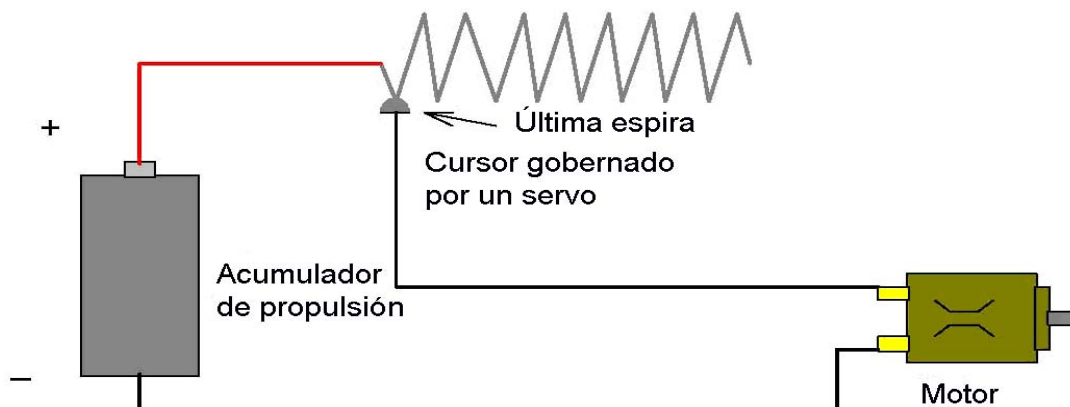 +
Última espira
Cursor gobernado
por un servo
Acumulador
de propulsión
–
Motor